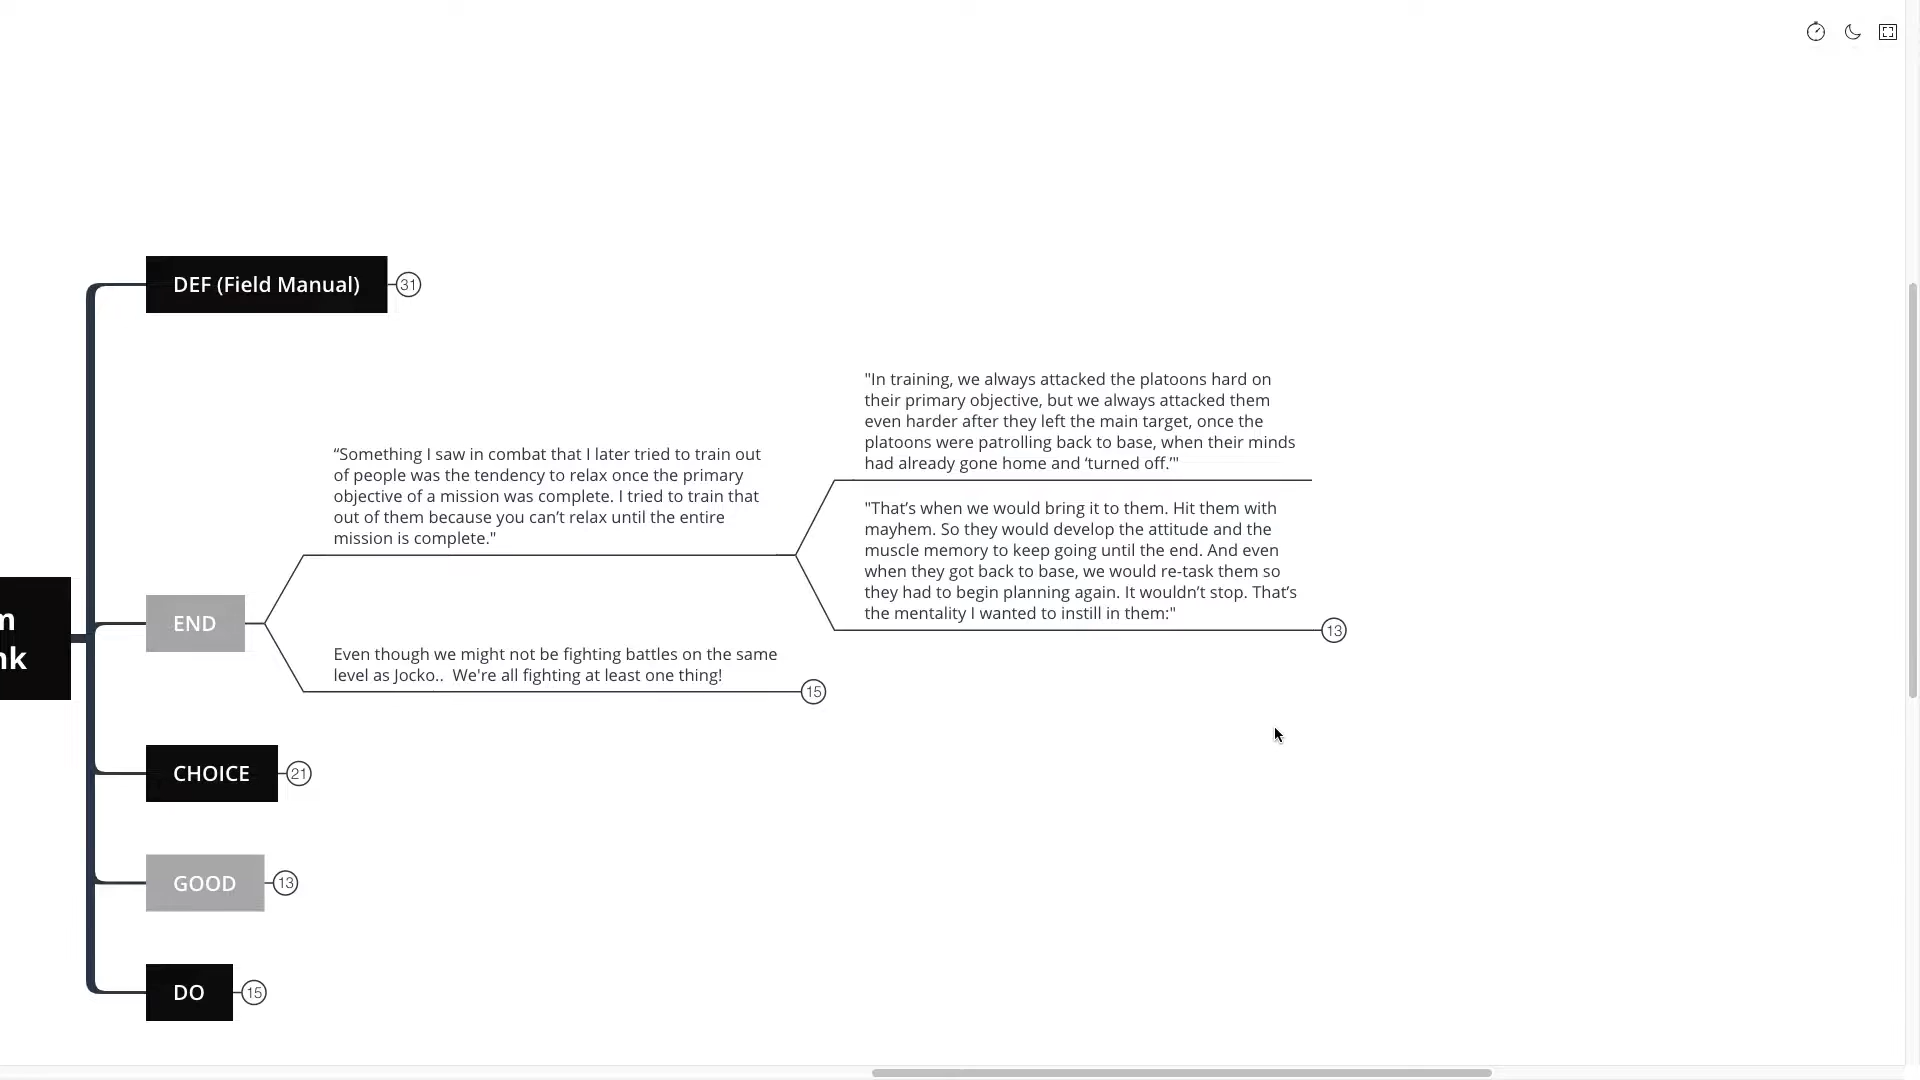 DEF (Field Manual)
31
"In training, we always attacked the platoons hard on
their primary objective, but we always attacked them
even harder after they left the main target, once the
platoons were patrolling back to base, when their minds
had already gone home and ‘turned off.’"
“Something I saw in combat that I later tried to train out
of people was the tendency to relax once the primary
objective of a mission was complete. I tried to train that
out of them because you can’t relax until the entire
mission is complete."
"That’s when we would bring it to them. Hit them with
mayhem. So they would develop the attitude and the
muscle memory to keep going until the end. And even
when they got back to base, we would re-task them so
they had to begin planning again. It wouldn’t stop. That’s
the mentality I wanted to instill in them:"
13
END
Even though we might not be fighting battles on the same
level as Jocko..  We're all fighting at least one thing!
15
CHOICE
21
GOOD
13
DO
15